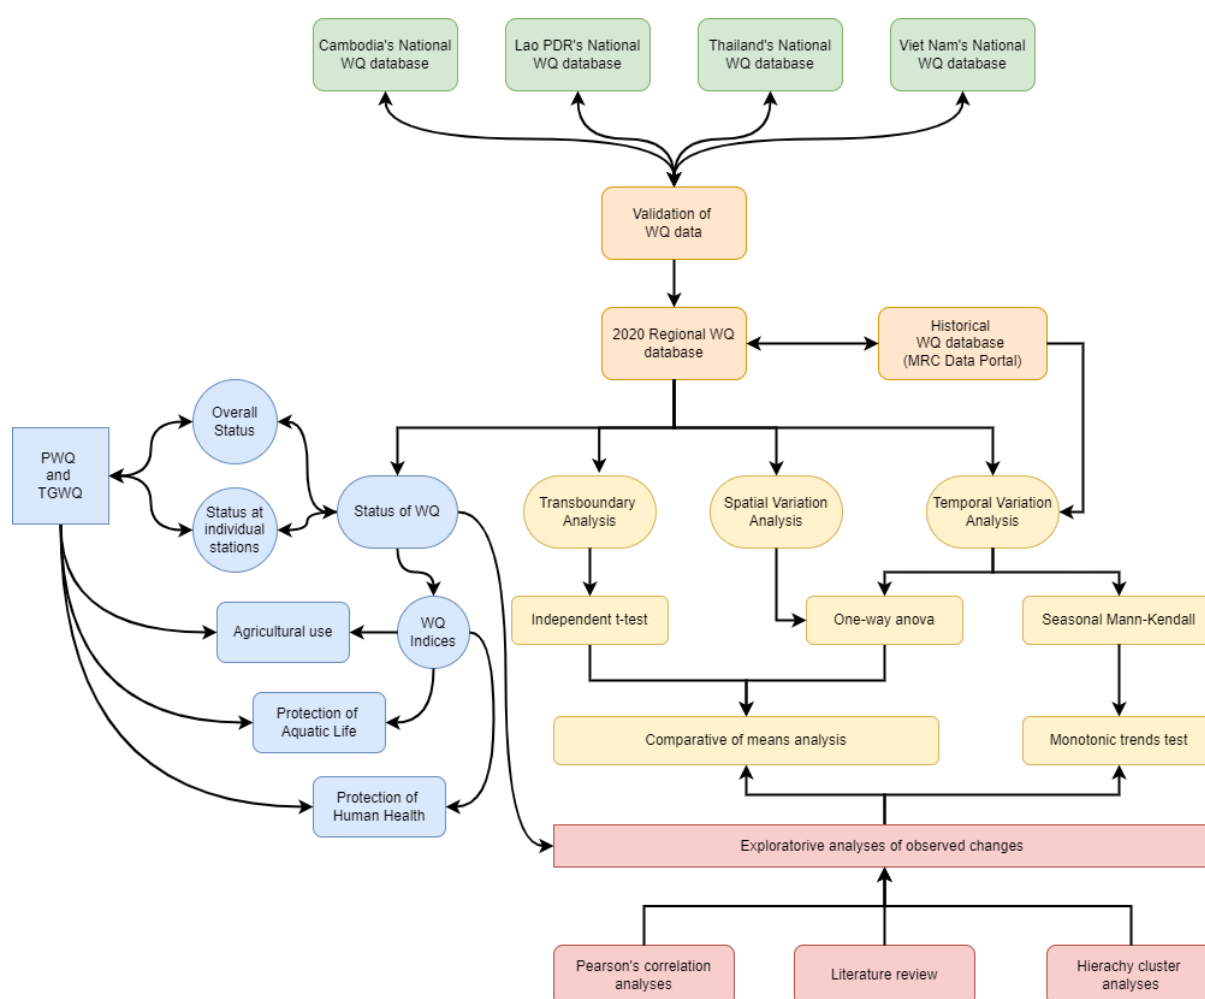 Cambodia's National
WQ database
Lao PDR's National
WQ database
Thailand's National
WQ database
Viet Nam's National
WQ database
Validation of
WQ data
2020 Regional WQ
database
Historical
WQ database
(MRC Data Portal)
Overall
Status
PWQ
and
TGWQ
Status at
individual
stations
Status of WQ
Transboundary
Analysis
Spatial Variation
Analysis
Temporal Variation
Analysis
Agricultural use
WQ
Indices
Independent t-test
One-way anova
Seasonal Mann-Kendall
Protection of
Aquatic Life
Comparative of means analysis
Monotonic trends test
Protection of
Human Health
Exploratorive analyses of observed changes
Pearson's correlation
analyses
Literature review
Hierachy cluster
analyses